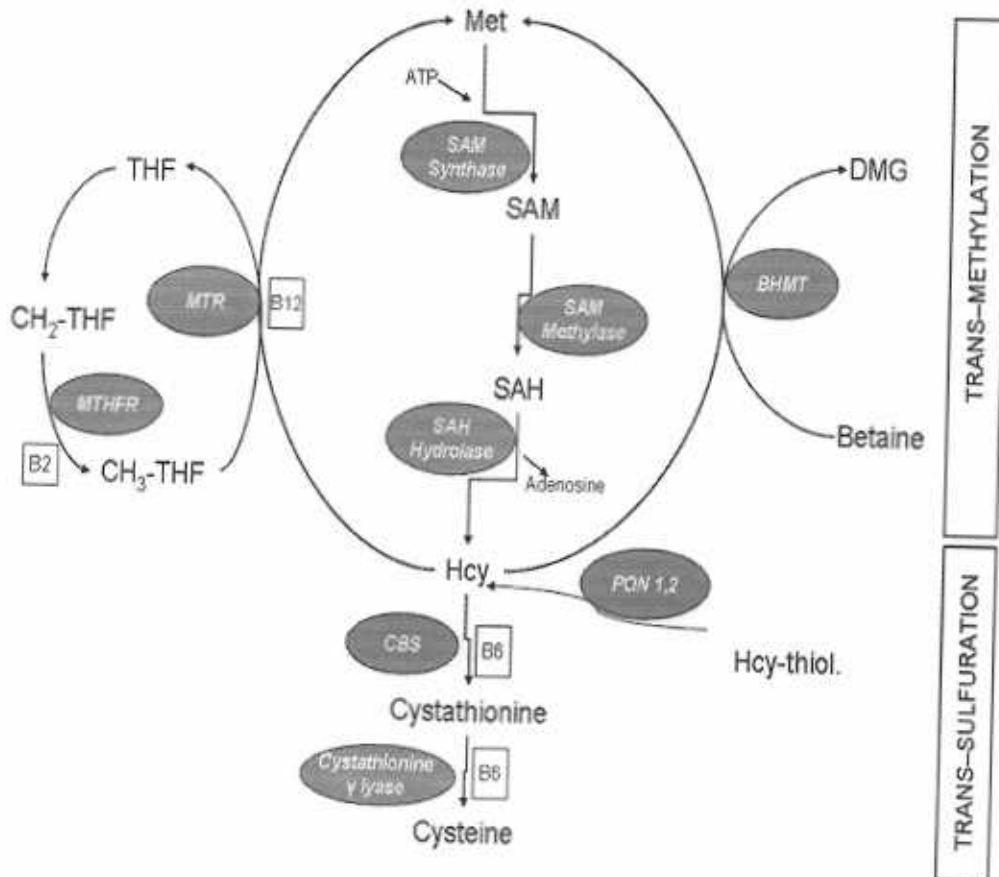 Met
ATP
SAM
Synthase
THF
DMG
SAM
MTR
B12
BHMT
CH₂-THF
SAM
Methylase
SAH
MTHFR
SAH
Hydrolase
Betaine
B2
CH₃-THF
Adenosine
Hcy
PON 1,2
CBS
B6
Hcy-thiol.
Cystathionine
Cystathionine
γ lyase
B6
Cysteine
TRANS–METHYLATION
TRANS–SULFURATION